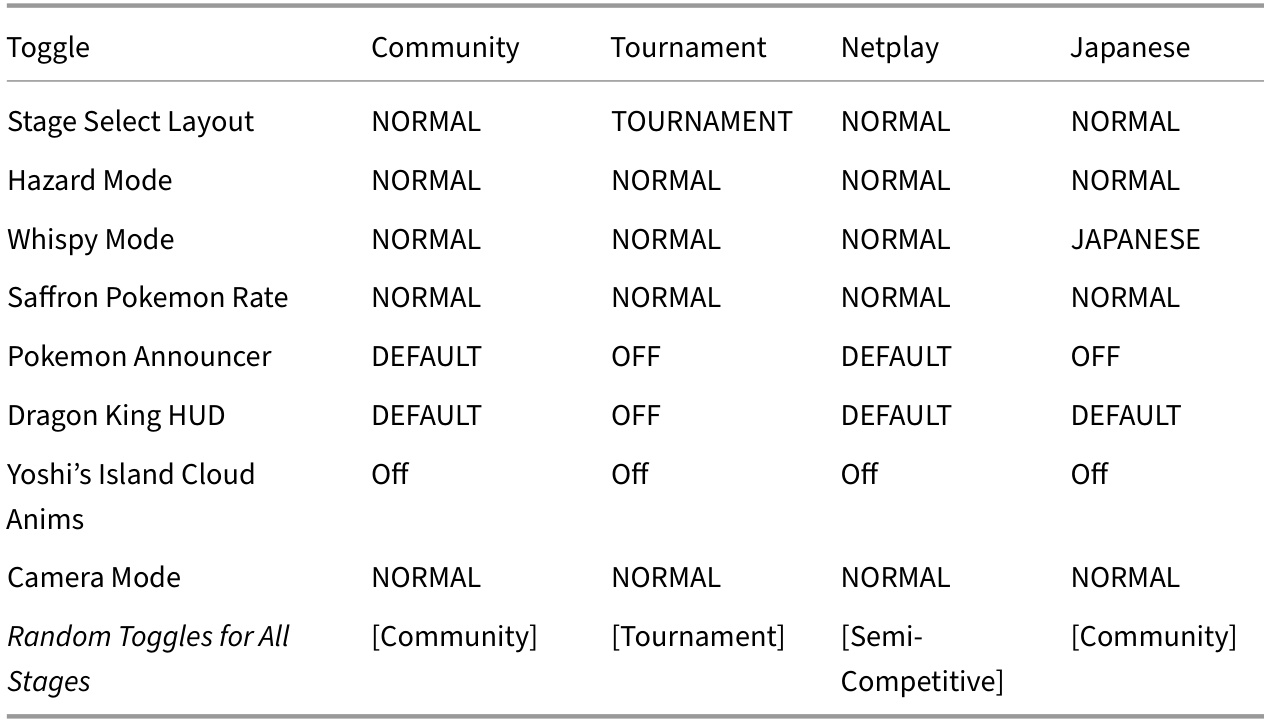 Toggle Community Tournament Netplay Japanese
Stage Select Layout NORMAL TOURNAMENT NORMAL NORMAL
Hazard Mode NORMAL NORMAL NORMAL NORMAL
Whispy Mode NORMAL NORMAL NORMAL JAPANESE
Saffron Pokemon Rate NORMAL NORMAL NORMAL NORMAL
Pokemon Announcer DEFAULT OFF DEFAULT OFF
Dragon King HUD DEFAULT OFF DEFAULT DEFAULT
Yoshi’s Island Cloud Off Off Off Off
Anims
Camera Mode NORMAL NORMAL NORMAL NORMAL
Random Toggles for All [Community] [Tournament] [Semi- [Community]
Stages Competitive]